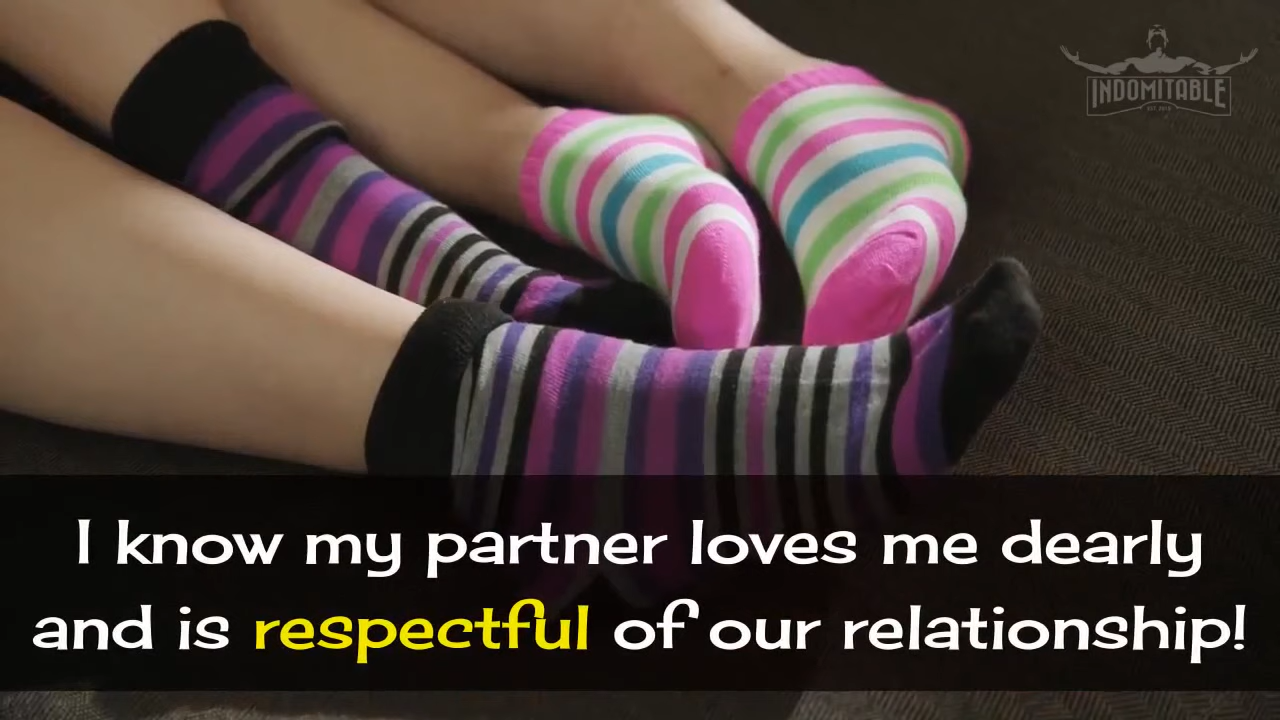 INDOMITABLE
I know my partner loves me dearly
and is respectful of our relationship!